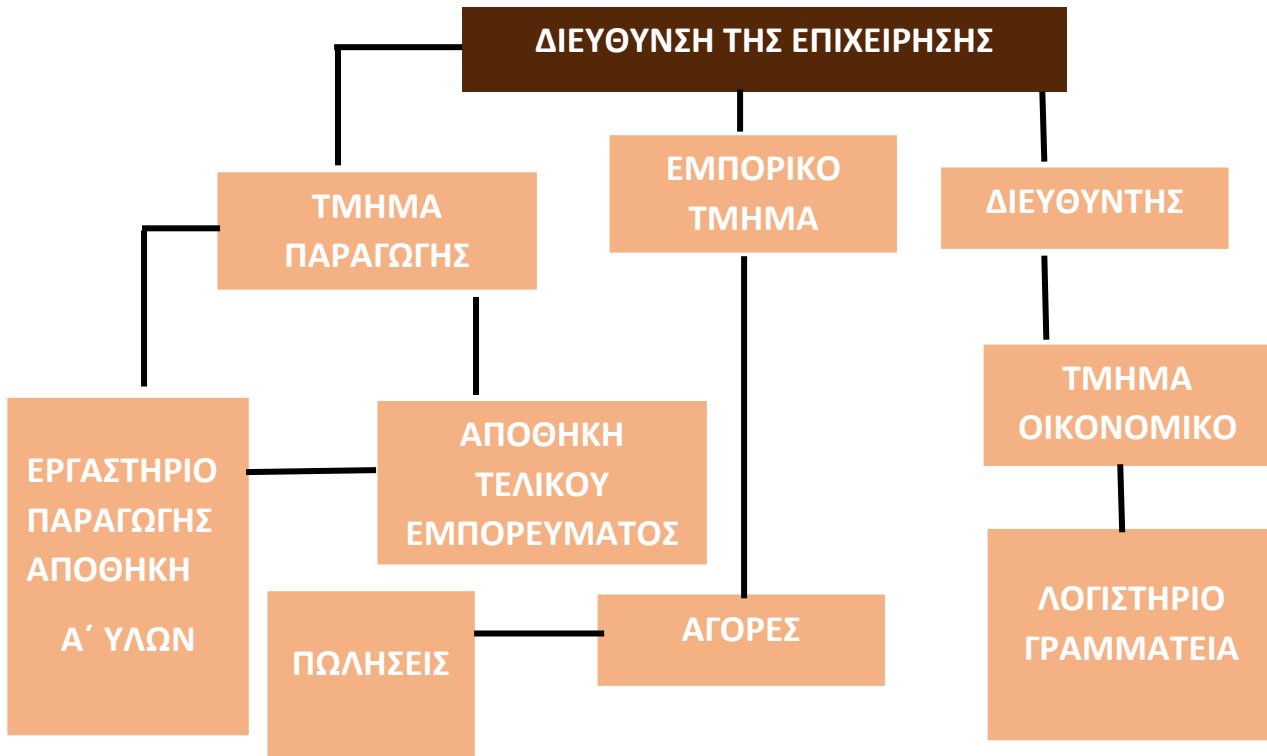 ΔΙΕΥΘΥΝΣΗ ΤΗΣ ΕΠΙΧΕΙΡΗΣΗΣ
ΤΜΗΜΑ
ΠΑΡΑΓΩΓΗΣ
ΕΜΠΟΡΙΚΟ
ΤΜΗΜΑ
ΔΙΕΥΘΥΝΤΗΣ
ΤΜΗΜΑ
ΟΙΚΟΝΟΜΙΚΟ
ΕΡΓΑΣΤΗΡΙΟ
ΠΑΡΑΓΩΓΗΣ
ΑΠΟΘΗΚΗ
Α΄ ΥΛΩΝ
ΑΠΟΘΗΚΗ
ΤΕΛΙΚΟΥ
ΕΜΠΟΡΕΥΜΑΤΟΣ
ΠΩΛΗΣΕΙΣ
ΑΓΟΡΕΣ
ΛΟΓΙΣΤΗΡΙΟ
ΓΡΑΜΜΑΤΕΙΑ